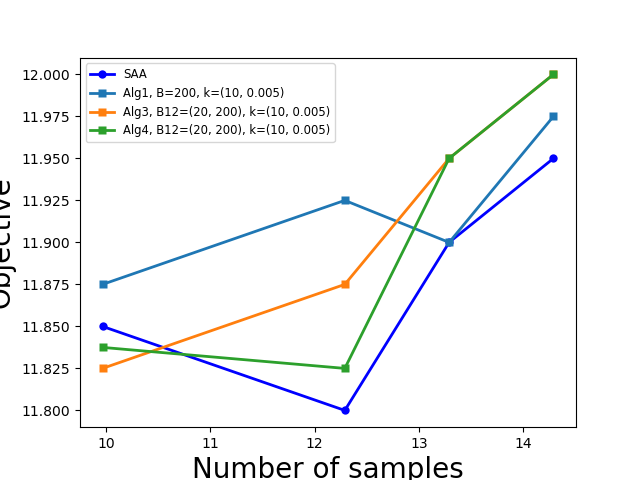 12.000
11.975
11.950
11.925
11.900
11.875
11.850
11.825
11.800
Objective
SAA
Alg1, B=200, k=(10, 0.005)
Alg3, B12=(20, 200), k=(10, 0.005)
Alg4, B12=(20, 200), k=(10, 0.005)
10 11 12 13 14
Number of samples